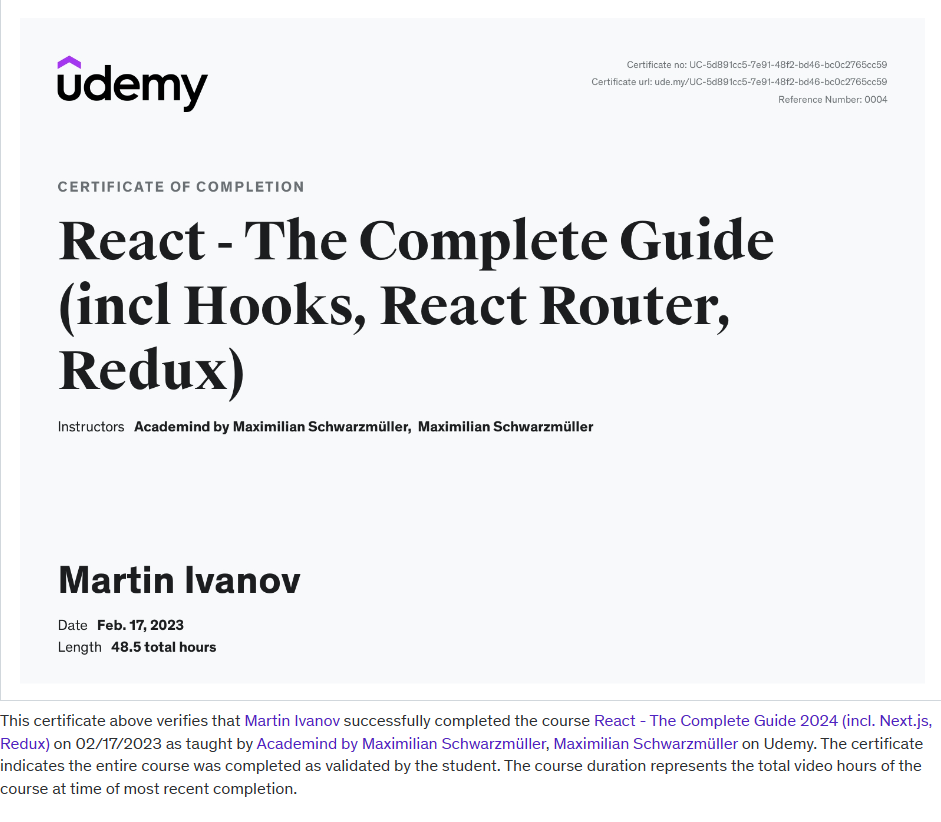 udemy
Certificate no: UC-5d891cc5-7e91-48f2-bd46-bc0c2765cc59
Certificate url: ude.my/UC-5d891cc5-7e91-48f2-bd46-bc0c2765cc59
Reference Number: 0004
CERTIFICATE OF COMPLETION
React - The Complete Guide
(incl Hooks, React Router,
Redux)
Instructors Academind by Maximilian Schwarzmüller, Maximilian Schwarzmüller
Martin Ivanov
Date Feb. 17, 2023
Length 48.5 total hours
This certificate above verifies that Martin Ivanov successfully completed the course React - The Complete Guide 2024 (incl. Next.js,
Redux) on 02/17/2023 as taught by Academind by Maximilian Schwarzmüller, Maximilian Schwarzmüller on Udemy. The certificate
indicates the entire course was completed as validated by the student. The course duration represents the total video hours of the
course at time of most recent completion.